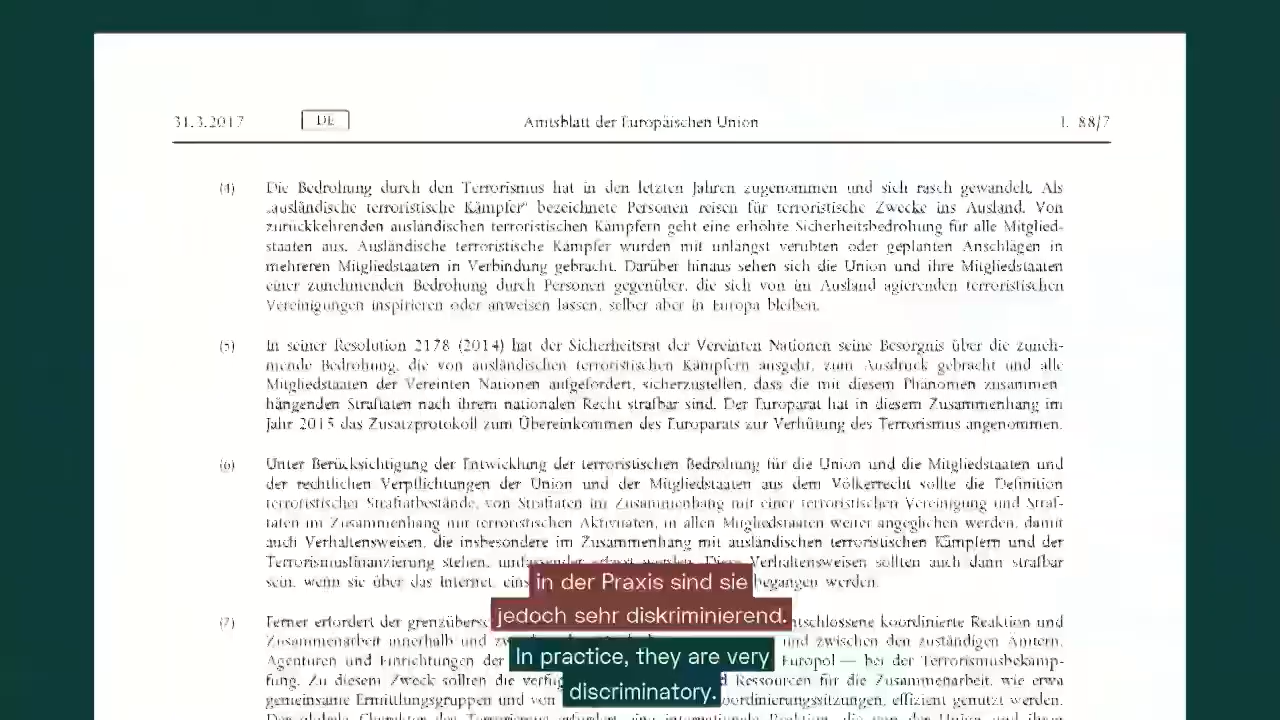 31.3.2017 DE Amtsblatt der Europäischen Union L 88/7
(4) Die Bedrohung durch den Terrorismus hat in den letzten Jahren zugenommen und sich rasch gewandelt. Als
„ausländische terroristische Kämpfer“ bezeichnete Personen reisen für terroristische Zwecke ins Ausland. Von
zurückkehrenden ausländischen terroristischen Kämpfern geht eine erhöhte Sicherheitsbedrohung für alle Mitglied-
staaten aus. Ausländische terroristische Kämpfer wurden mit unlängst verübten oder geplanten Anschlägen in
mehreren Mitgliedstaaten in Verbindung gebracht. Darüber hinaus sehen sich die Union und ihre Mitgliedstaaten
einer zunehmenden Bedrohung durch Personen gegenüber, die sich von im Ausland agierenden terroristischen
Vereinigungen inspirieren oder anweisen lassen, selber aber in Europa bleiben.
(5) In seiner Resolution 2178 (2014) hat der Sicherheitsrat der Vereinten Nationen seine Besorgnis über die zuneh-
mende Bedrohung, die von ausländischen terroristischen Kämpfern ausgeht, zum Ausdruck gebracht und alle
Mitgliedstaaten der Vereinten Nationen aufgefordert, sicherzustellen, dass die mit diesem Phänomen zusammen-
hängenden Straftaten nach ihrem nationalen Recht strafbar sind. Der Europarat hat in diesem Zusammenhang im
Jahr 2015 das Zusatzprotokoll zum Übereinkommen des Europarats zur Verhütung des Terrorismus angenommen.
(6) Unter Berücksichtigung der Entwicklung der terroristischen Bedrohung für die Union und die Mitgliedstaaten und
der rechtlichen Verpflichtungen der Union und der Mitgliedstaaten aus dem Völkerrecht sollte die Definition
terroristischer Straftatbestände, von Straftaten im Zusammenhang mit einer terroristischen Vereinigung und Straf-
taten im Zusammenhang mit terroristischen Aktivitäten, in allen Mitgliedstaaten weiter angeglichen werden, damit
auch Verhaltensweisen, die insbesondere im Zusammenhang mit ausländischen terroristischen Kämpfern und der
Terrorismusfinanzierung stehen, Verhaltensweisen sollten auch dann strafbar
sein, wenn sie über das Internet, begangen werden.
(7) Ferner erfordert der koordinierte Reaktion und
Zusammenarbeit innerhalb und und zwischen den zuständigen Ämtern,
Agenturen und Einrichtungen der Europol — bei der Terrorismusbekämp-
fung. Zu diesem Zweck sollten die Ressourcen für die Zusammenarbeit, wie etwa
gemeinsame Ermittlungsgruppen und von effizient genutzt werden.
in der Praxis sind sie
jedoch sehr diskriminierend.
In practice, they are very
discriminatory.